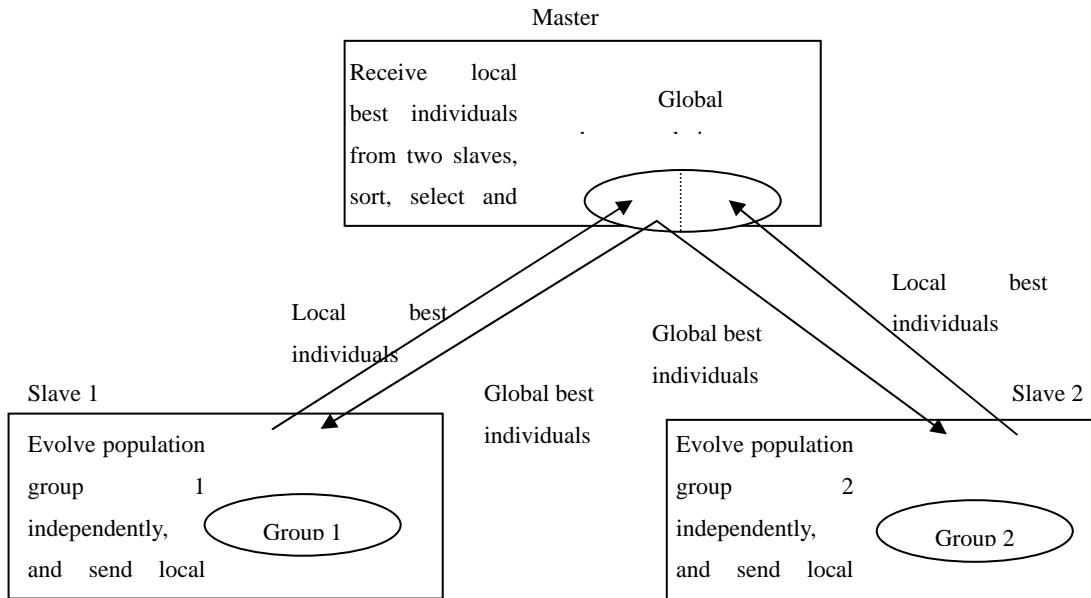 Master
Receive local
best individuals
from two slaves,
sort, select and
Global
Local best
individuals
Global best
individuals
Global best
individuals
Local best
individuals
Slave 1
Evolve population
group 1
independently,
and send local
Group 1
Slave 2
Evolve population
group 2
independently,
and send local
Group 2